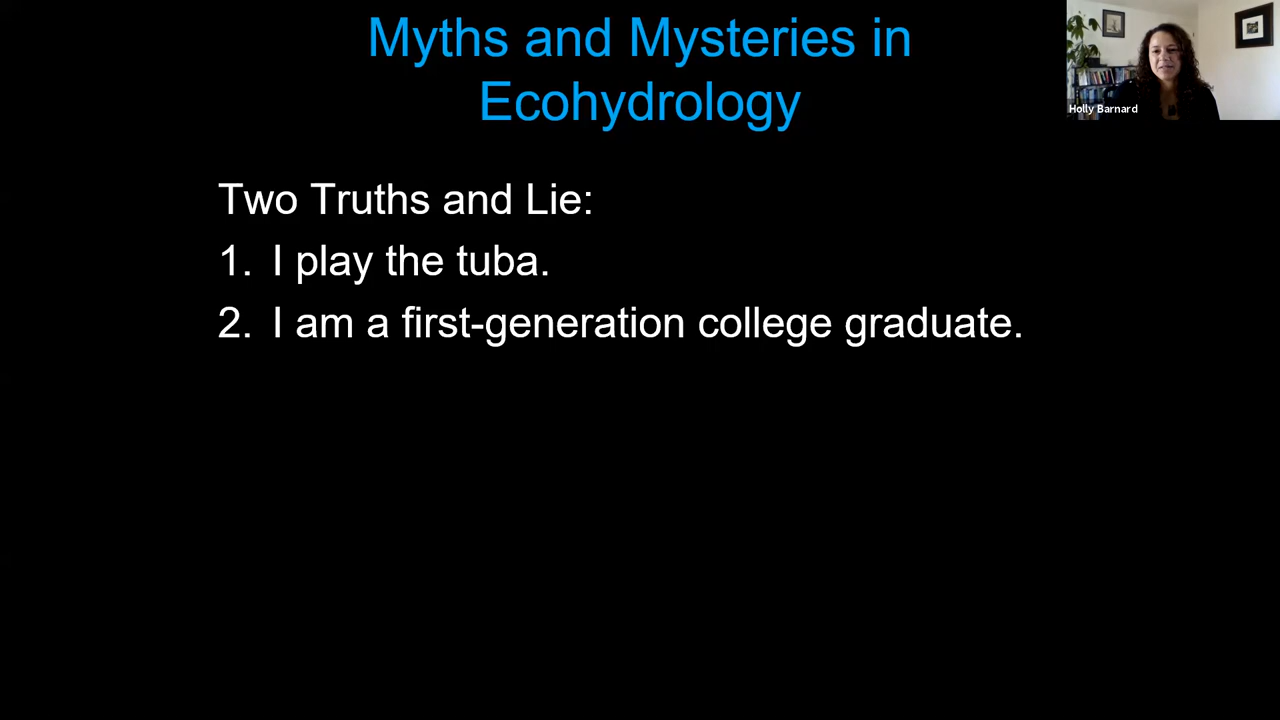 Myths and Mysteries in
Ecohydrology
Holly Barnard
Two Truths and Lie:
1. I play the tuba.
2. I am a first-generation college graduate.